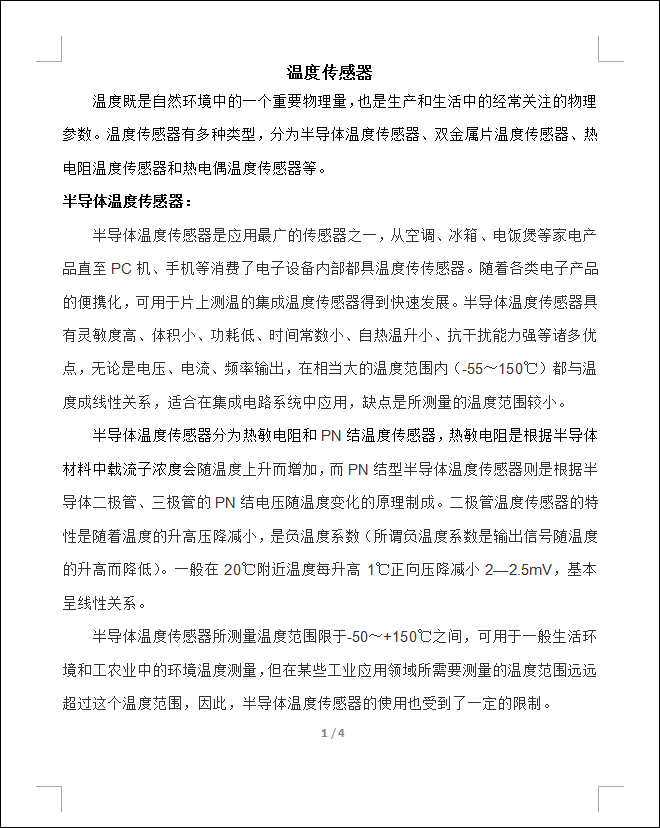 温度传感器
温度既是自然环境中的一个重要物理量，也是生产和生活中的经常关注的物理
参数。温度传感器有多种类型，分为半导体温度传感器、双金属片温度传感器、热
电阻温度传感器和热电偶温度传感器等。
半导体温度传感器：
半导体温度传感器是应用最广的传感器之一，从空调、冰箱、电饭煲等家电产
品直至 PC 机、手机等消费了电子设备内部都具温度传传感器。随着各类电子产品
的便携化，可用于片上测温的集成温度传感器得到快速发展。半导体温度传感器具
有灵敏度高、体积小、功耗低、时间常数小、自热温升小、抗干扰能力强等诸多优
点，无论是电压、电流、频率输出，在相当大的温度范围内（-55～150℃）都与温
度成线性关系，适合在集成电路系统中应用，缺点是所测量的温度范围较小。
半导体温度传感器分为热敏电阻和 PN 结温度传感器，热敏电阻是根据半导体
材料中载流子浓度会随温度上升而增加，而 PN 结型半导体温度传感器则是根据半
导体二极管、三极管的 PN 结电压随温度变化的原理制成。二极管温度传感器的特
性是随着温度的升高压降减小，是负温度系数（所谓负温度系数是输出信号随温度
的升高而降低）。一般在 20℃附近温度每升高 1℃正向压降减小 2—2.5mV，基本
呈线性关系。
半导体温度传感器所测量温度范围限于-50～+150℃之间，可用于一般生活环
境和工农业中的环境温度测量，但在某些工业应用领域所需要测量的温度范围远远
超过这个温度范围，因此，半导体温度传感器的使用也受到了一定的限制。
1 / 4